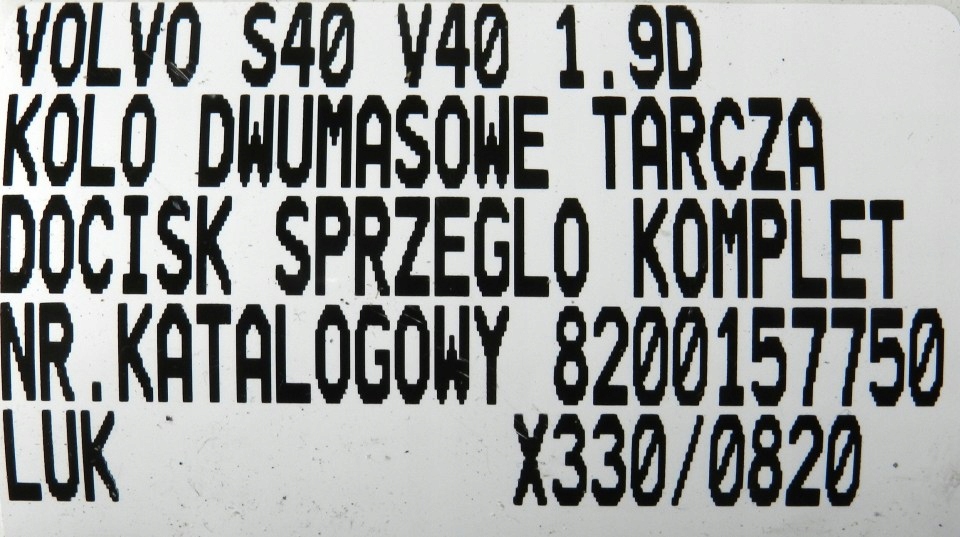 VOLVO S40 V40 1.9D
KOLO DWUMASOWE TARCZA
DOCISK SPRZEGLO KOMPLET
NR.KATALOGOWY 8200157750
LUK X330/0820